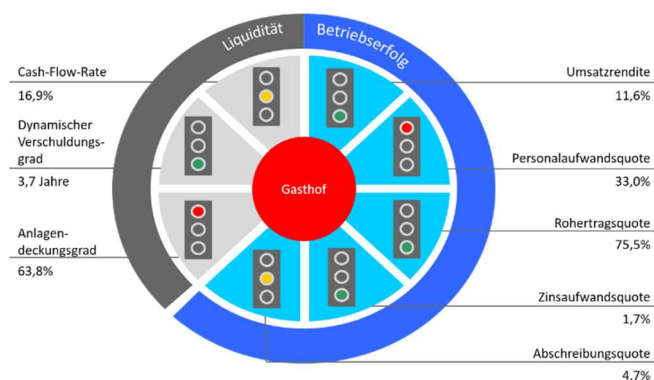 Liquidität
Betriebserfolg
Cash-Flow-Rate
16,9%
Dynamischer
Verschuldungs-
grad
3,7 Jahre
Anlagen-
deckungsgrad
63,8%
Gasthof
Umsatzrendite
11,6%
Personalaufwandsquote
33,0%
Rohertragsquote
75,5%
Zinsaufwandsquote
1,7%
Abschreibungsquote
4,7%